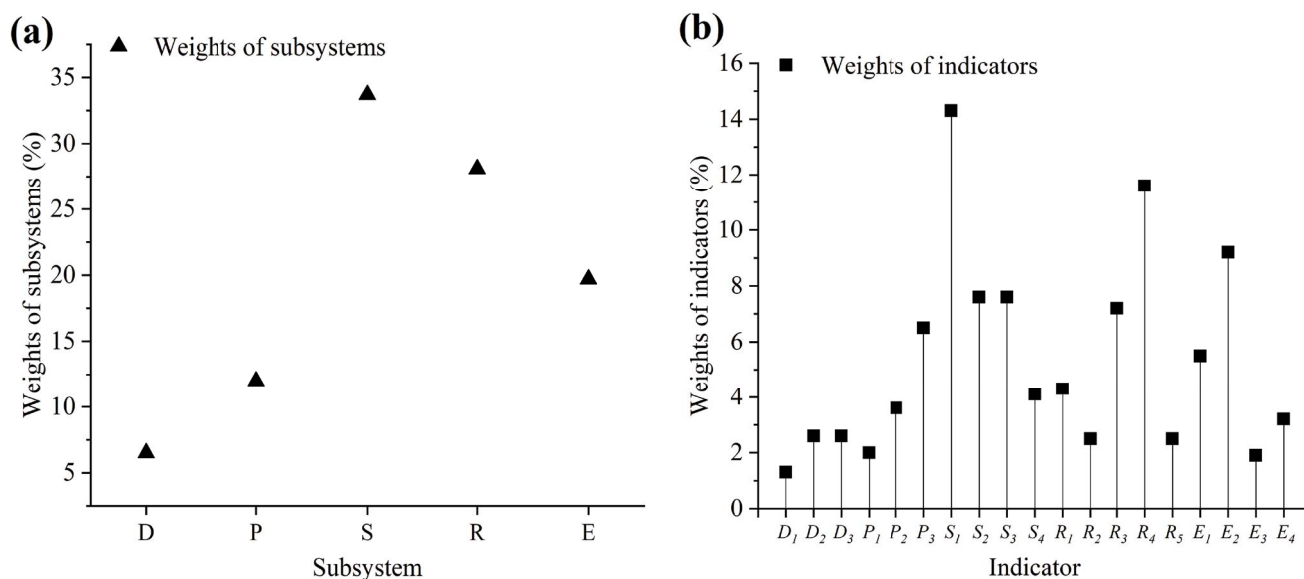 (a)
Weights of subsystems
35
30
25
20
15
10
5
Weights of subsystems (%)
D P S R E
Subsystem
(b)
Weights of indicators
16
14
12
10
8
6
4
2
0
Weights of indicators (%)
D1 D2 D3 P1 P2 P3 S1 S2 S3 S4 R1 R2 R3 R4 R5 E1 E2 E3 E4
Indicator